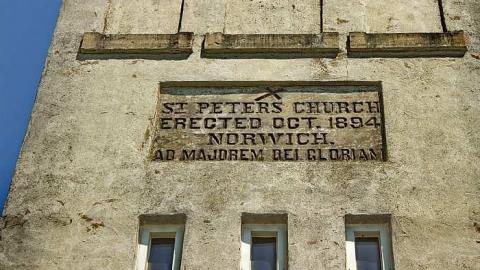 ST PETERS CHURCH
ERECTED OCT. 1894
NORWICH.
AD MAJOREM DEI GLORIAM